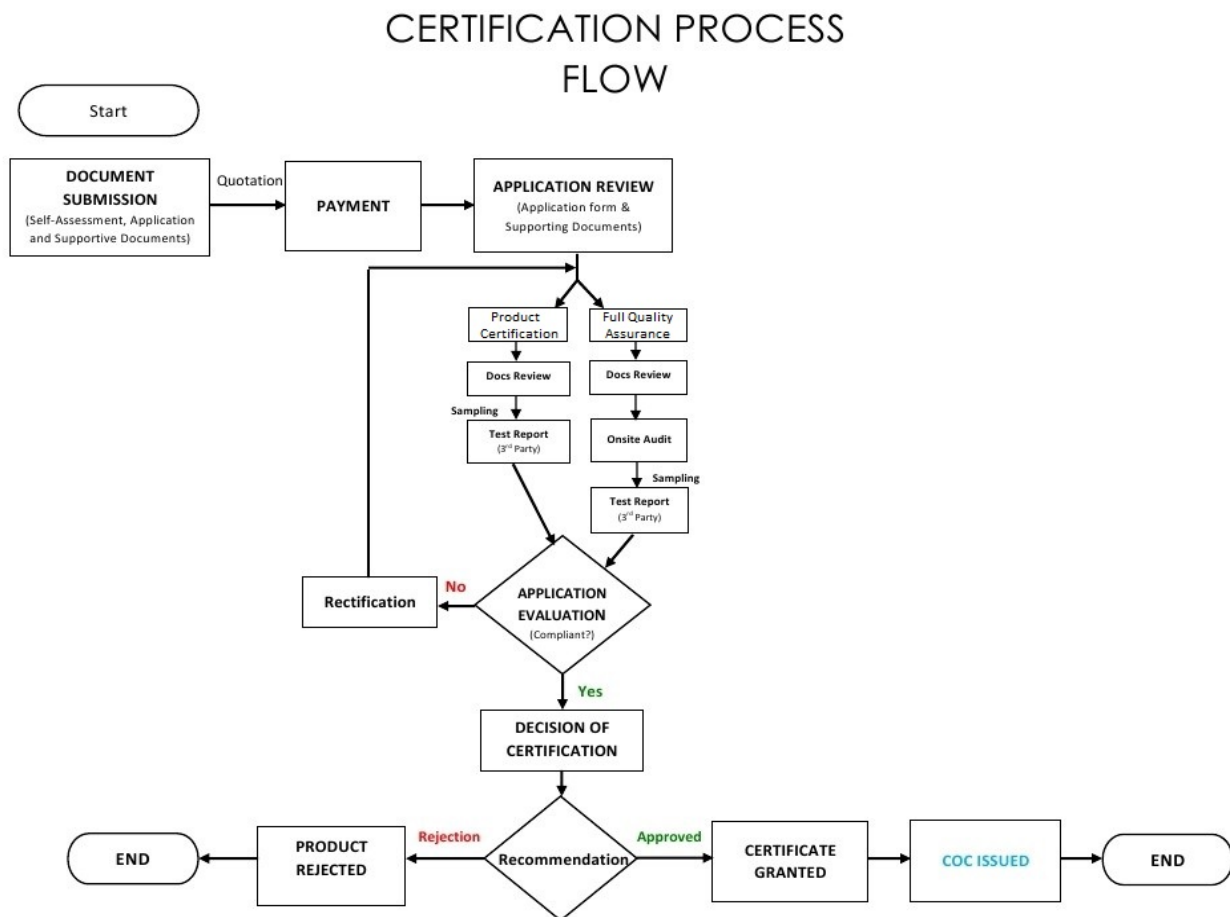 CERTIFICATION PROCESS
FLOW
Start
DOCUMENT
SUBMISSION
(Self-Assessment, Application
and Supportive Documents)
Quotation
PAYMENT
APPLICATION REVIEW
(Application form &
Supporting Documents)
Product
Certification
Full Quality
Assurance
Docs Review
Docs Review
Sampling
Test Report
(3rd Party)
Onsite Audit
Sampling
Test Report
(3rd Party)
APPLICATION
EVALUATION
(Compliant?)
No
Rectification
Yes
DECISION OF
CERTIFICATION
Recommendation
Rejection
PRODUCT
REJECTED
END
Approved
CERTIFICATE
GRANTED
COC ISSUED
END